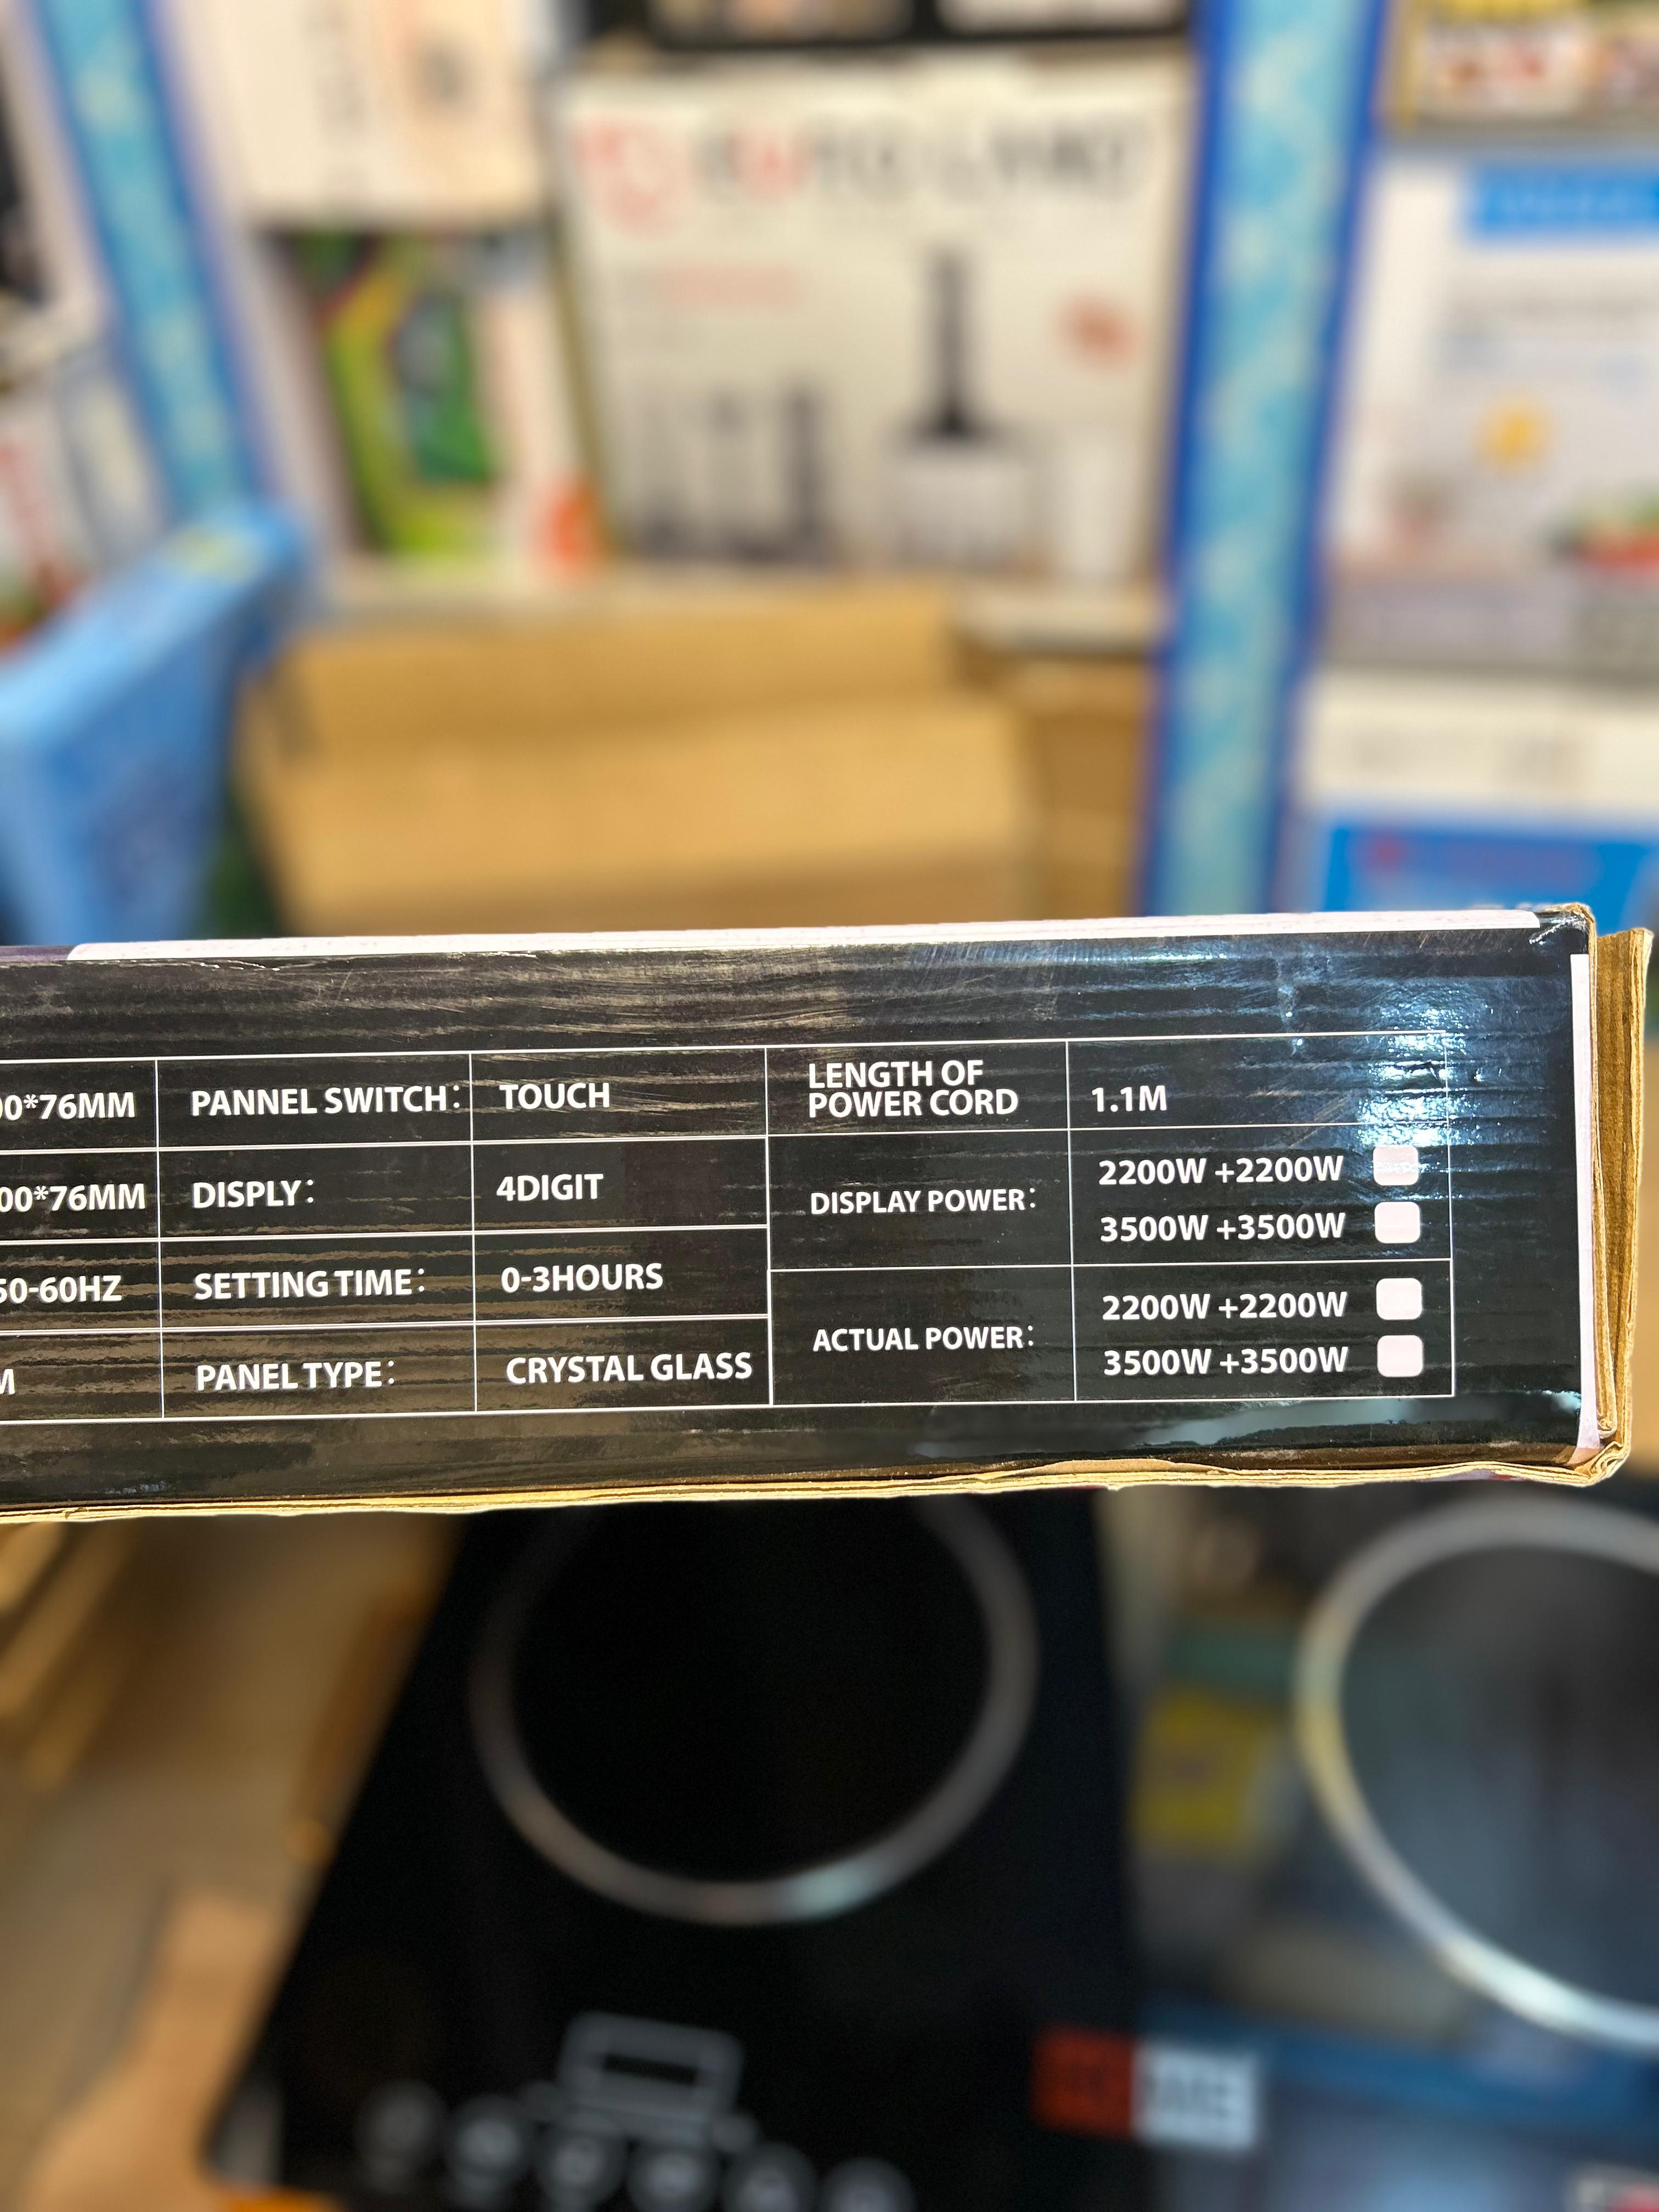 00*76MM
PANNEL SWITCH:
TOUCH
LENGTH OF
POWER CORD
1.1M
00*76MM
DISPLY:
4DIGIT
DISPLAY POWER:
2200W +2200W
3500W +3500W
50-60HZ
SETTING TIME:
0-3HOURS
ACTUAL POWER:
2200W +2200W
3500W +3500W
M
PANEL TYPE:
CRYSTAL GLASS